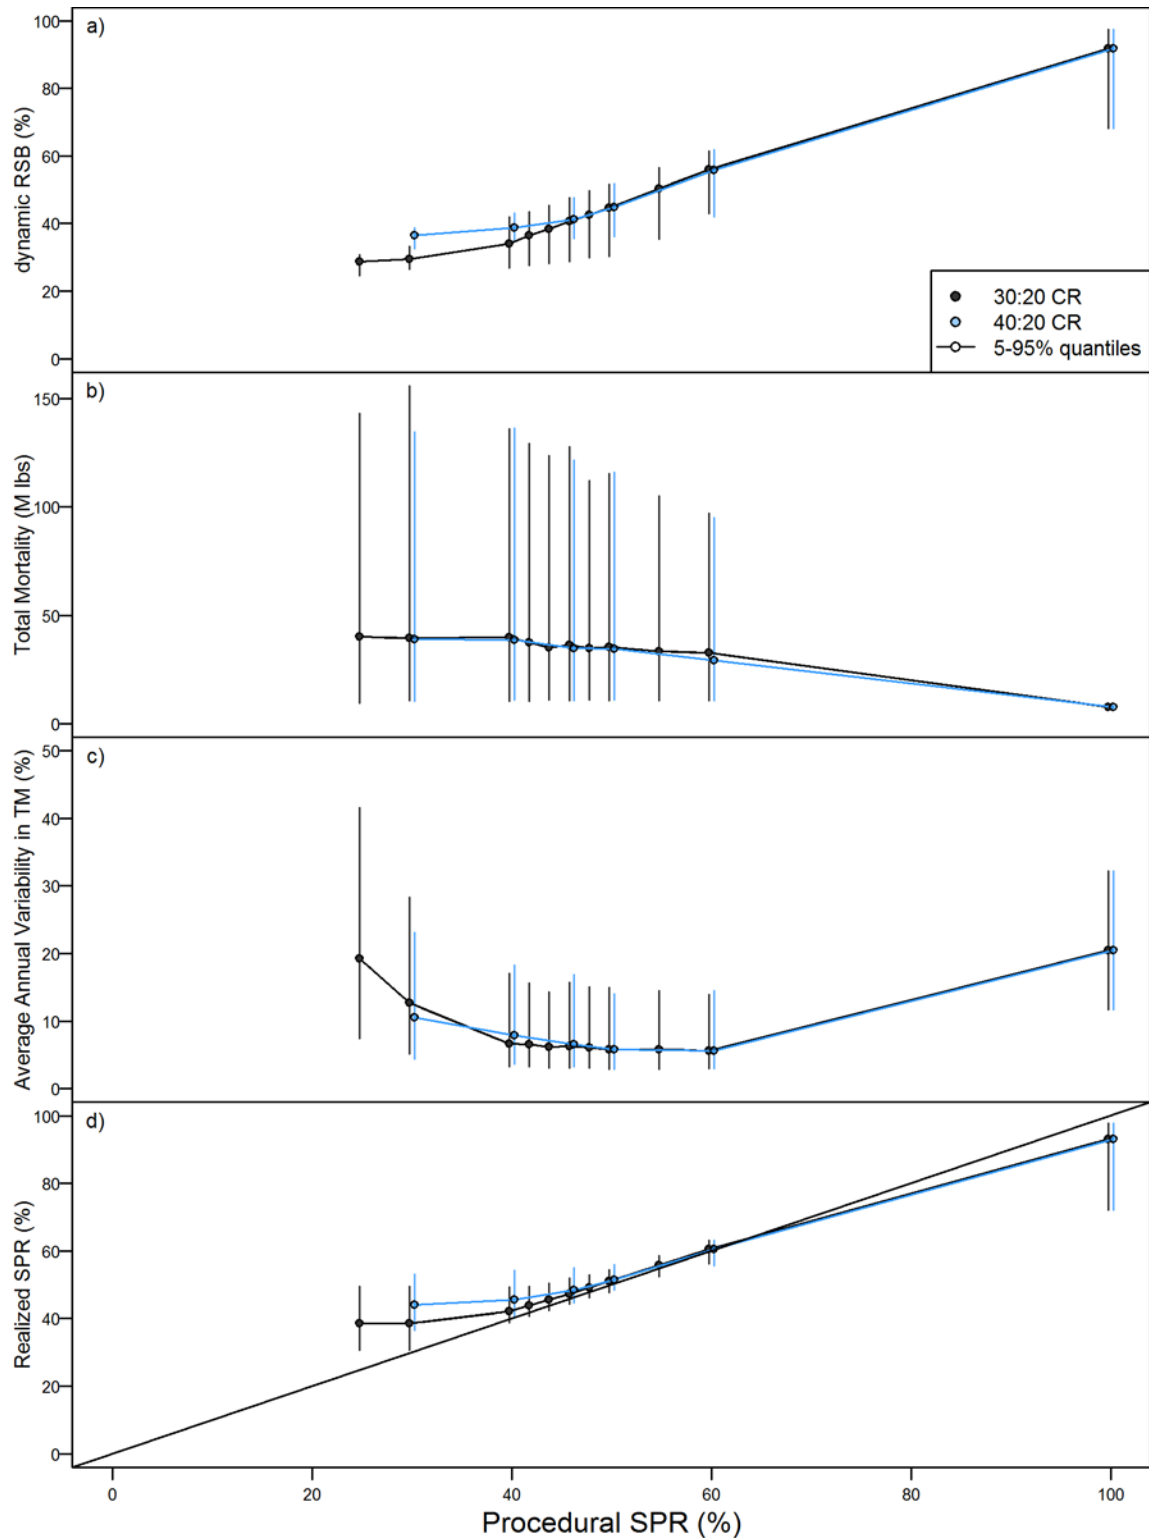 a)
dynamic RSB (%)
100
80
60
40
20
0
30:20 CR
40:20 CR
5-95% quantiles
b)
Total Mortality (M lbs)
150
100
50
0
c)
Average Annual Variability in TM (%)
50
40
30
20
10
0
d)
Realized SPR (%)
100
80
60
40
20
0
0 20 40 60 80 100
Procedural SPR (%)